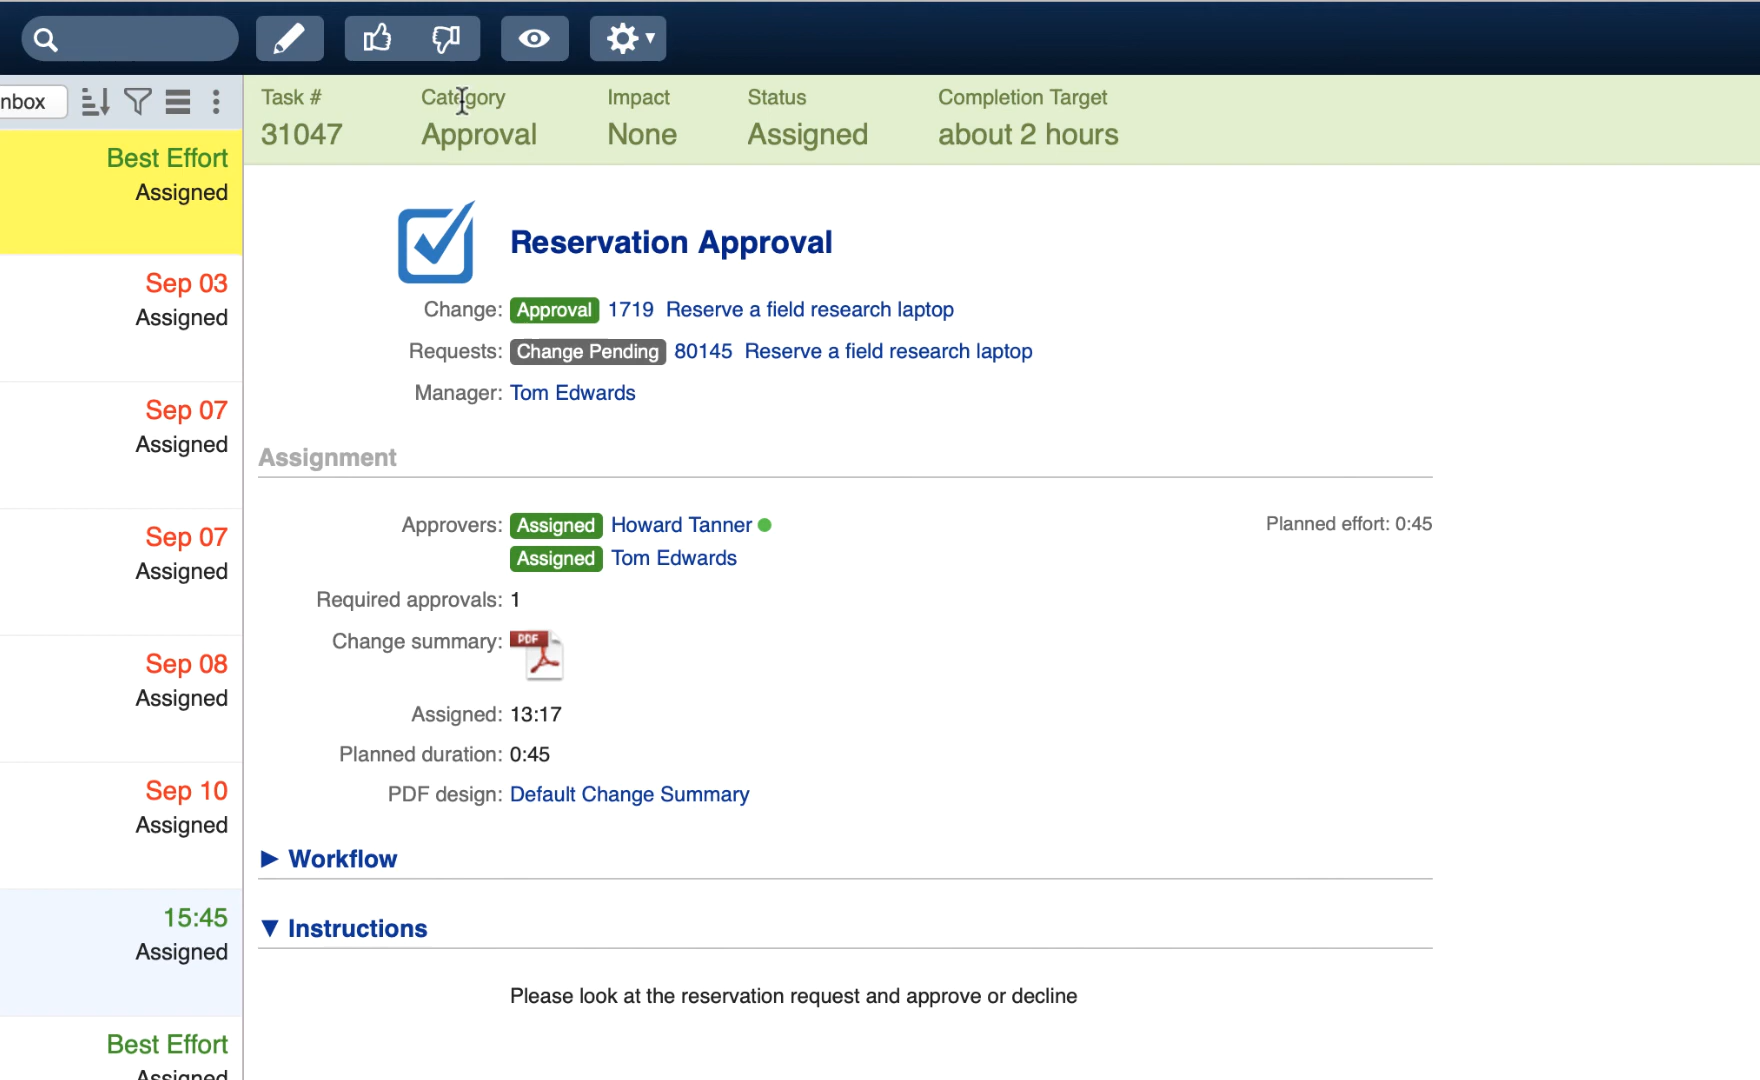 nbox
Best Effort
Assigned
Sep 03
Assigned
Sep 07
Assigned
Sep 07
Assigned
Sep 08
Assigned
Sep 10
Assigned
15:45
Assigned
Best Effort
Assigned
Task # Category Impact Status Completion Target
31047 Approval None Assigned about 2 hours
Reservation Approval
Change: Approval 1719 Reserve a field research laptop
Requests: Change Pending 80145 Reserve a field research laptop
Manager: Tom Edwards
Assignment
Approvers: Assigned Howard Tanner Planned effort: 0:45
Assigned Tom Edwards
Required approvals: 1
Change summary: PDF
Assigned: 13:17
Planned duration: 0:45
PDF design: Default Change Summary
Workflow
Instructions
Please look at the reservation request and approve or decline